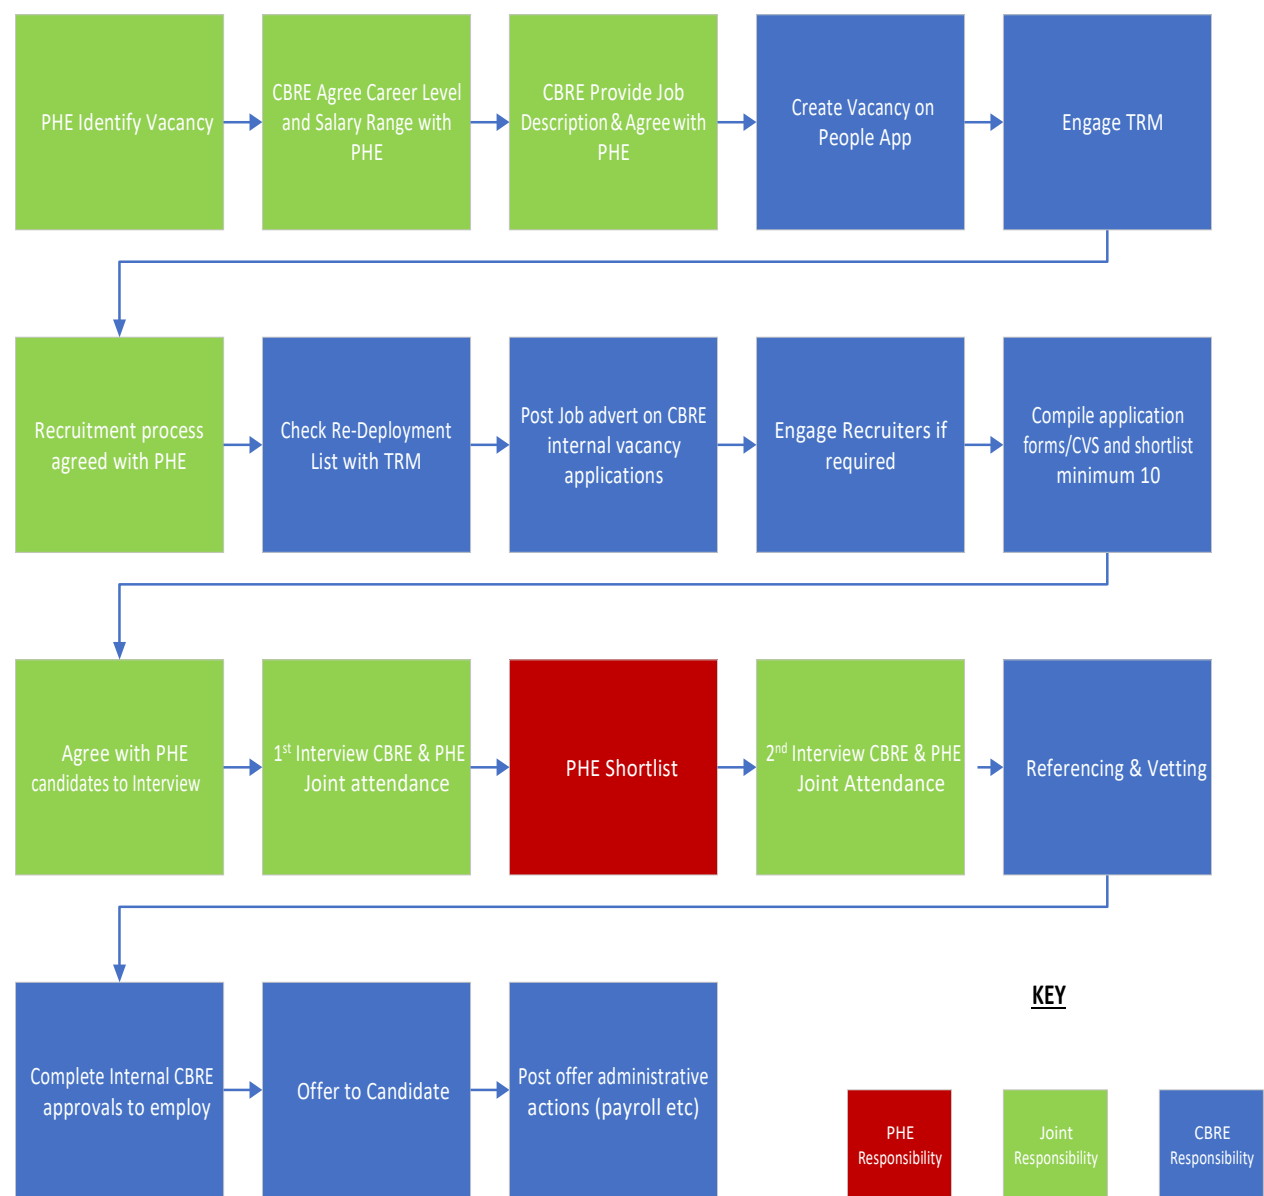 PHE Identify Vacancy
CBRE Agree Career Level
and Salary Range with
PHE
CBRE Provide Job
Description & Agree with
PHE
Create Vacancy on
People App
Engage TRM
Recruitment process
agreed with PHE
Check Re-Deployment
List with TRM
Post Job advert on CBRE
internal vacancy
applications
Engage Recruiters if
required
Compile application
forms/CVS and shortlist
minimum 10
Agree with PHE
candidates to Interview
1st Interview CBRE & PHE
Joint attendance
PHE Shortlist
2nd Interview CBRE & PHE
Joint Attendance
Referencing & Vetting
Complete Internal CBRE
approvals to employ
Offer to Candidate
Post offer administrative
actions (payroll etc)
KEY
PHE
Responsibility
Joint
Responsibility
CBRE
Responsibility